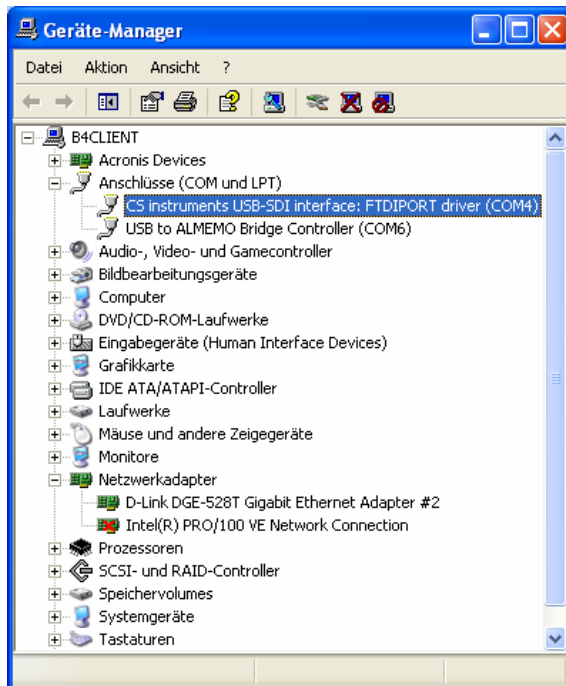 Geräte-Manager
Datei Aktion Ansicht ?
B4CLIENT
Acronis Devices
Anschlüsse (COM und LPT)
CS instruments USB-SDI interface: FTDIPORT driver (COM4)
USB to ALMEMO Bridge Controller (COM6)
Audio-, Video- und Gamecontroller
Bildbearbeitungsgeräte
Computer
DVD/CD-ROM-Laufwerke
Eingabegeräte (Human Interface Devices)
Grafikkarte
IDE ATA/ATAPI-Controller
Laufwerke
Mäuse und andere Zeigegeräte
Monitore
Netzwerkadapter
D-Link DGE-528T Gigabit Ethernet Adapter #2
Intel(R) PRO/100 VE Network Connection
Prozessoren
SCSI- und RAID-Controller
Speichervolumes
Systemgeräte
Tastaturen